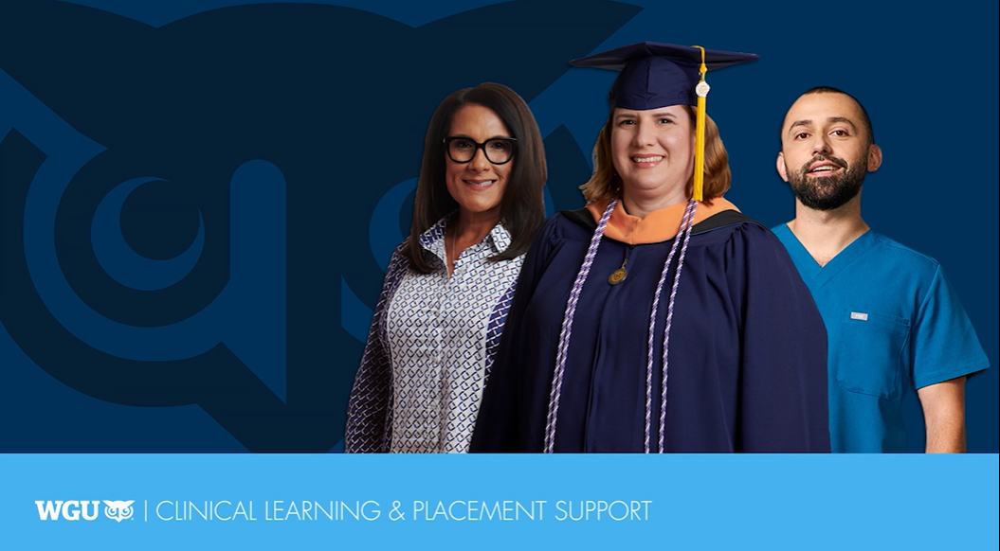 WGU | CLINICAL LEARNING & PLACEMENT SUPPORT